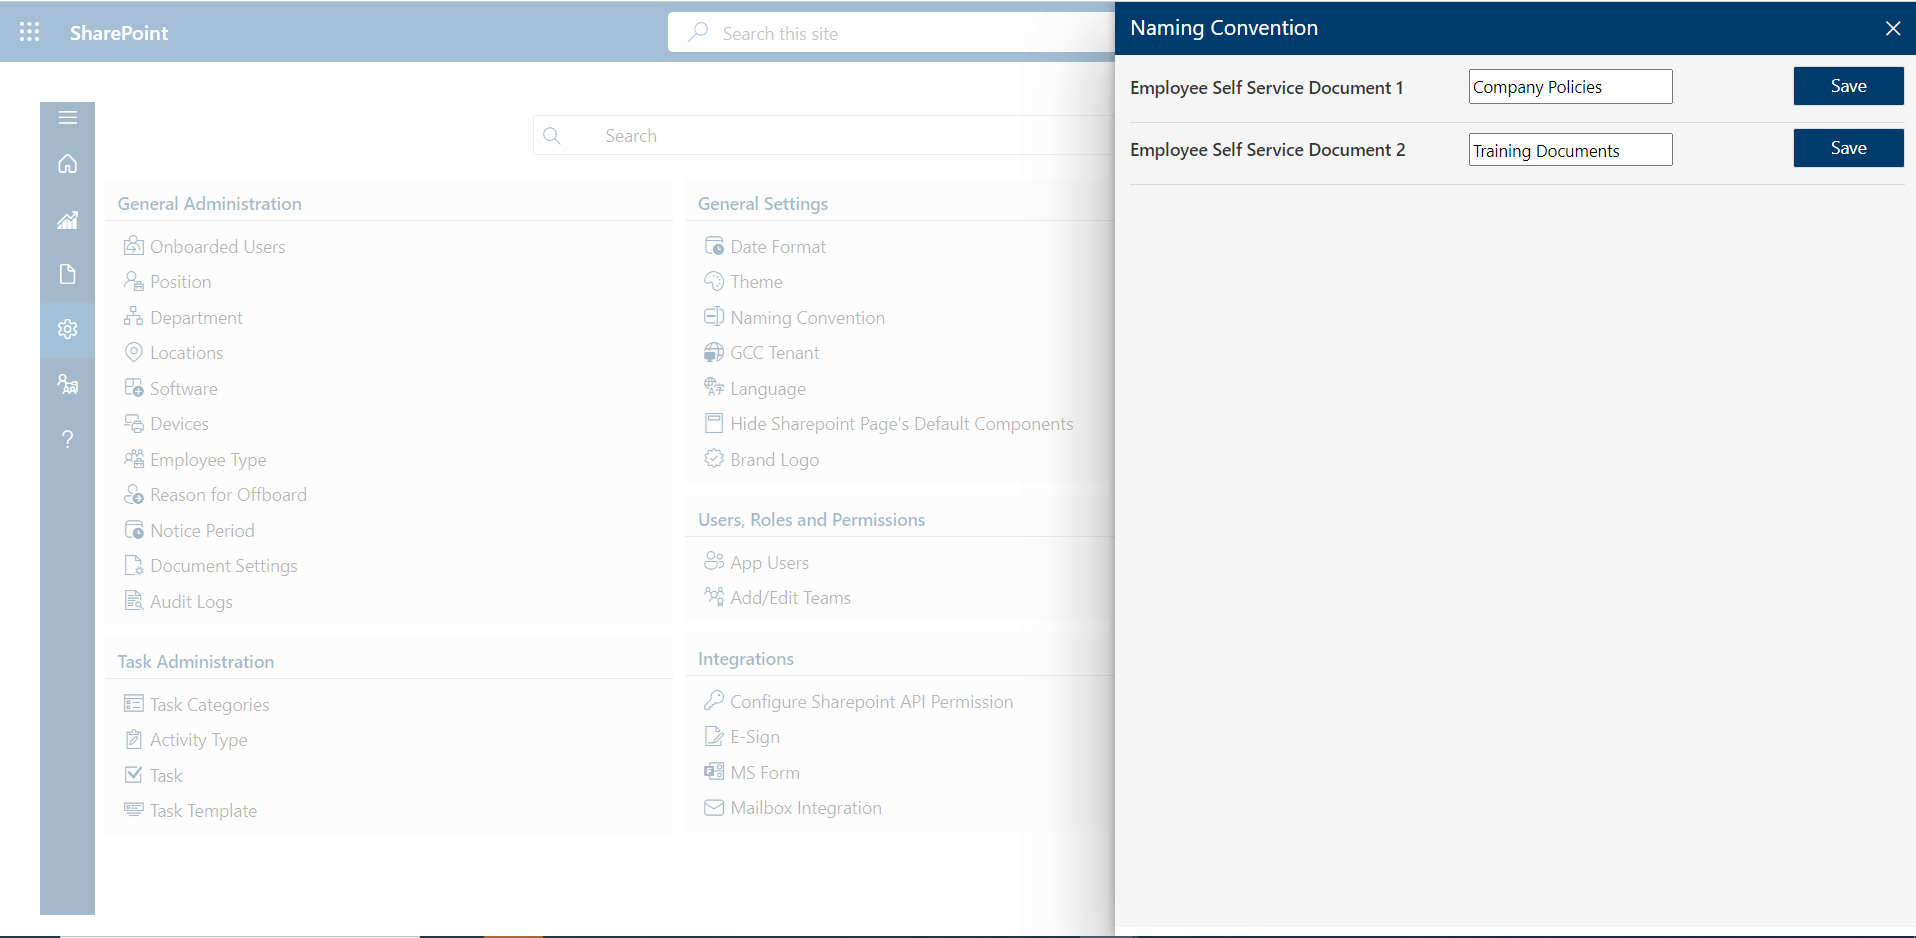 SharePoint
Search this site
Naming Convention
Employee Self Service Document 1
Company Policies
Save
Employee Self Service Document 2
Training Documents
Save
Search
General Administration
Onboarded Users
Position
Department
Locations
Software
Devices
Employee Type
Reason for Offboard
Notice Period
Document Settings
Audit Logs
Task Administration
Task Categories
Activity Type
Task
Task Template
General Settings
Date Format
Theme
Naming Convention
GCC Tenant
Language
Hide Sharepoint Page's Default Components
Brand Logo
Users, Roles and Permissions
App Users
Add/Edit Teams
Integrations
Configure Sharepoint API Permission
E-Sign
MS Form
Mailbox Integration